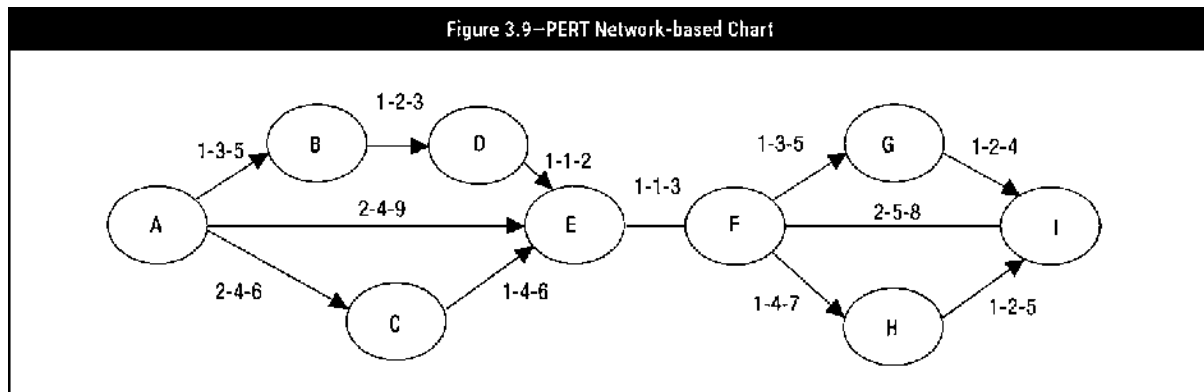 Figure 3.9—PERT Network-based Chart
1-2-3
B
D
G
1-3-5
1-1-2
1-3-5
1-2-4
1-1-3
A
2-4-9
E
F
2-5-8
I
2-4-6
1-4-6
1-4-7
1-2-5
C
H